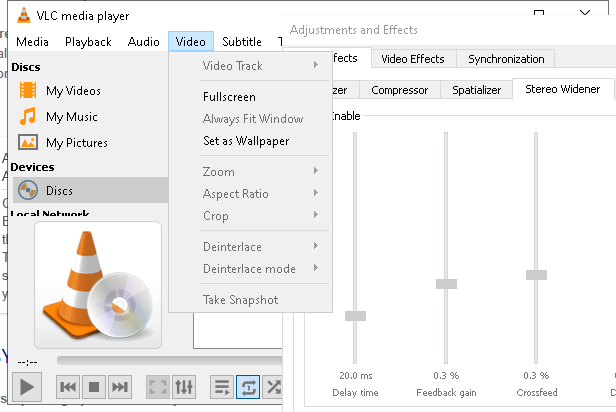 VLC media player
Media Playback Audio Video Subtitle T
Discs
My Videos
My Music
My Pictures
Devices
Discs
Local Network
--:--
Video Track
Fullscreen
Always Fit Window
Set as Wallpaper
Zoom
Aspect Ratio
Crop
Deinterlace
Deinterlace mode
Take Snapshot
Adjustments and Effects
ffects Video Effects Synchronization
zer Compressor Spatializer Stereo Widener
Enable
20.0 ms 0.3 % 0.3 %
Delay time Feedback gain Crossfeed D